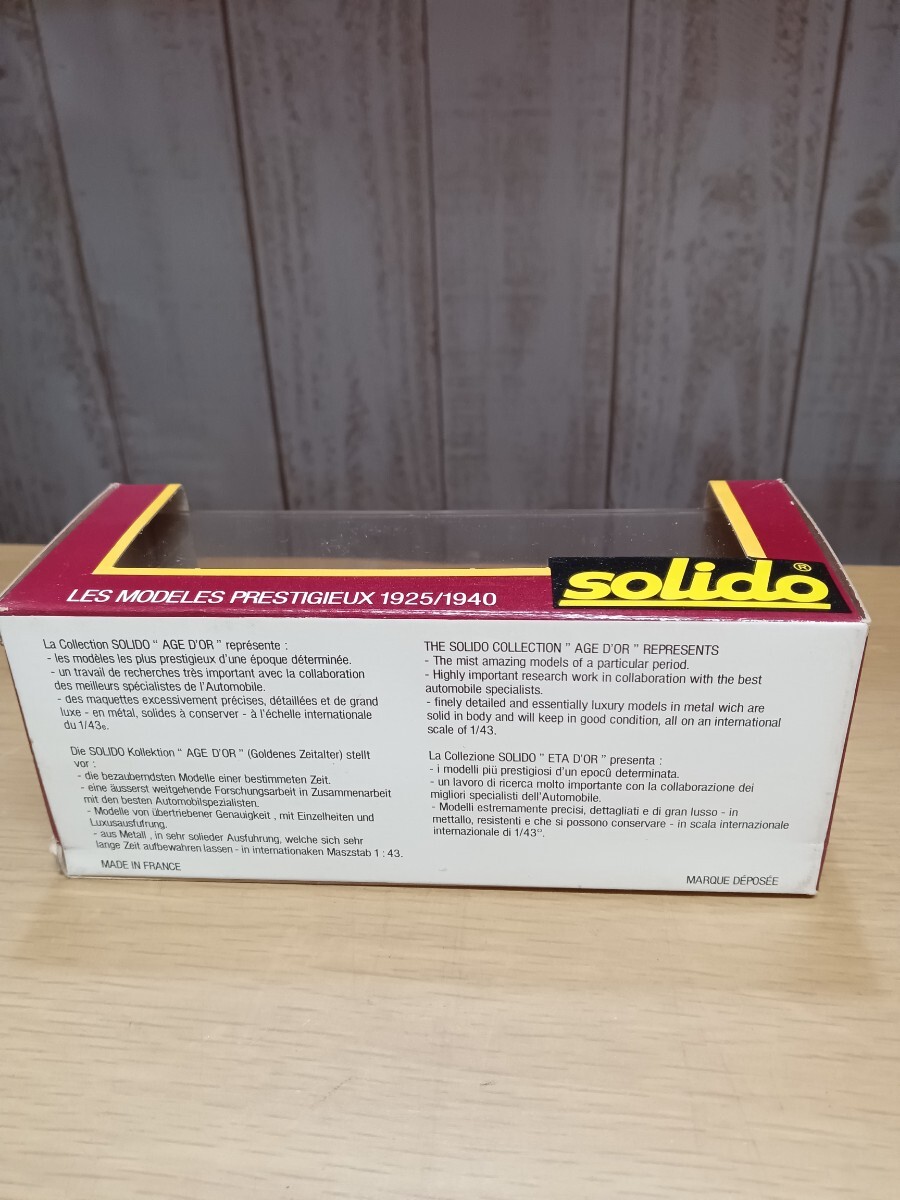 solido®
LES MODELES PRESTIGIEUX 1925/1940
La Collection SOLIDO " AGE D'OR " représente :
- les modèles les plus prestigieux d'une époque déterminée.
- un travail de recherches très important avec la collaboration
des meilleurs spécialistes de l'Automobile.
- des maquettes excessivement précises, détaillées et de grand
luxe - en métal, solides à conserver - à l'échelle internationale
du 1/43e.
Die SOLIDO Kollektion " AGE D'OR " (Goldenes Zeitalter) stellt
vor :
- die bezauberndsten Modelle einer bestimmeten Zeit.
- eine äusserst weitgehende Forschungsarbeit in Zusammenarbeit
mit den besten Automobilspezialisten.
- Modelle von übertriebener Genauigkeit , mit Einzelheiten und
Luxusausfutrung.
- aus Metall , in sehr solieder Ausfuhrung, welche sich sehr
lange Zeit aufbewahren lassen - in internationaken Maszstab 1 : 43.
MADE IN FRANCE
THE SOLIDO COLLECTION " AGE D'OR " REPRESENTS
- The mist amazing models of a particular period.
- Highly important research work in collaboration with the best
automobile specialists.
- finely detailed and essentially luxury models in metal wich are
solid in body and will keep in good condition, all on an international
scale of 1/43.
La Collezione SOLIDO " ETA D'OR " presenta :
- i modelli più prestigiosi d'un epocû determinata.
- un lavoro di ricerca molto importante con la collaborazione dei
migliori specialisti dell'Automobile.
- Modelli estremamente precisi, dettagliati e di gran lusso - in
mettallo, resistenti e che si possono conservare - in scala internazionale
internazionale di 1/43°.
MARQUE DÉPOSÉE